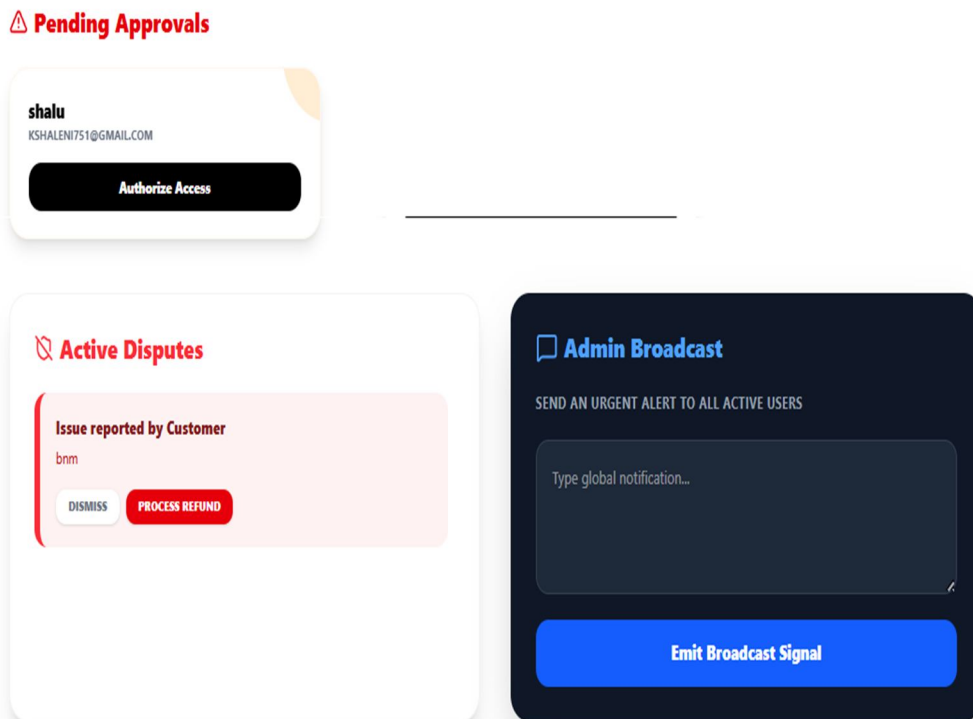 Pending Approvals
shalu
KSHALENI751@GMAIL.COM
Authorize Access
Active Disputes
Issue reported by Customer
bnm
DISMISS PROCESS REFUND
Admin Broadcast
SEND AN URGENT ALERT TO ALL ACTIVE USERS
Type global notification...
Emit Broadcast Signal